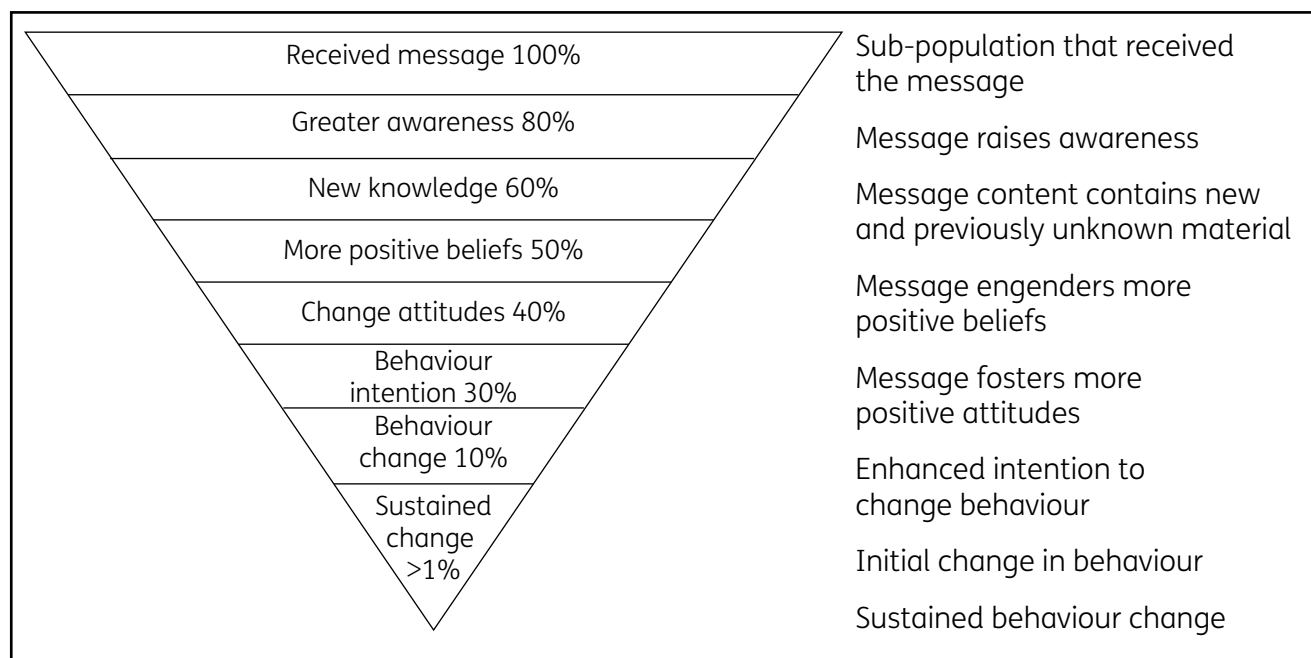 Received message 100%
Greater awareness 80%
New knowledge 60%
More positive beliefs 50%
Change attitudes 40%
Behaviour
intention 30%
Behaviour
change 10%
Sustained
change
>1%
Sub-population that received
the message
Message raises awareness
Message content contains new
and previously unknown material
Message engenders more
positive beliefs
Message fosters more
positive attitudes
Enhanced intention to
change behaviour
Initial change in behaviour
Sustained behaviour change